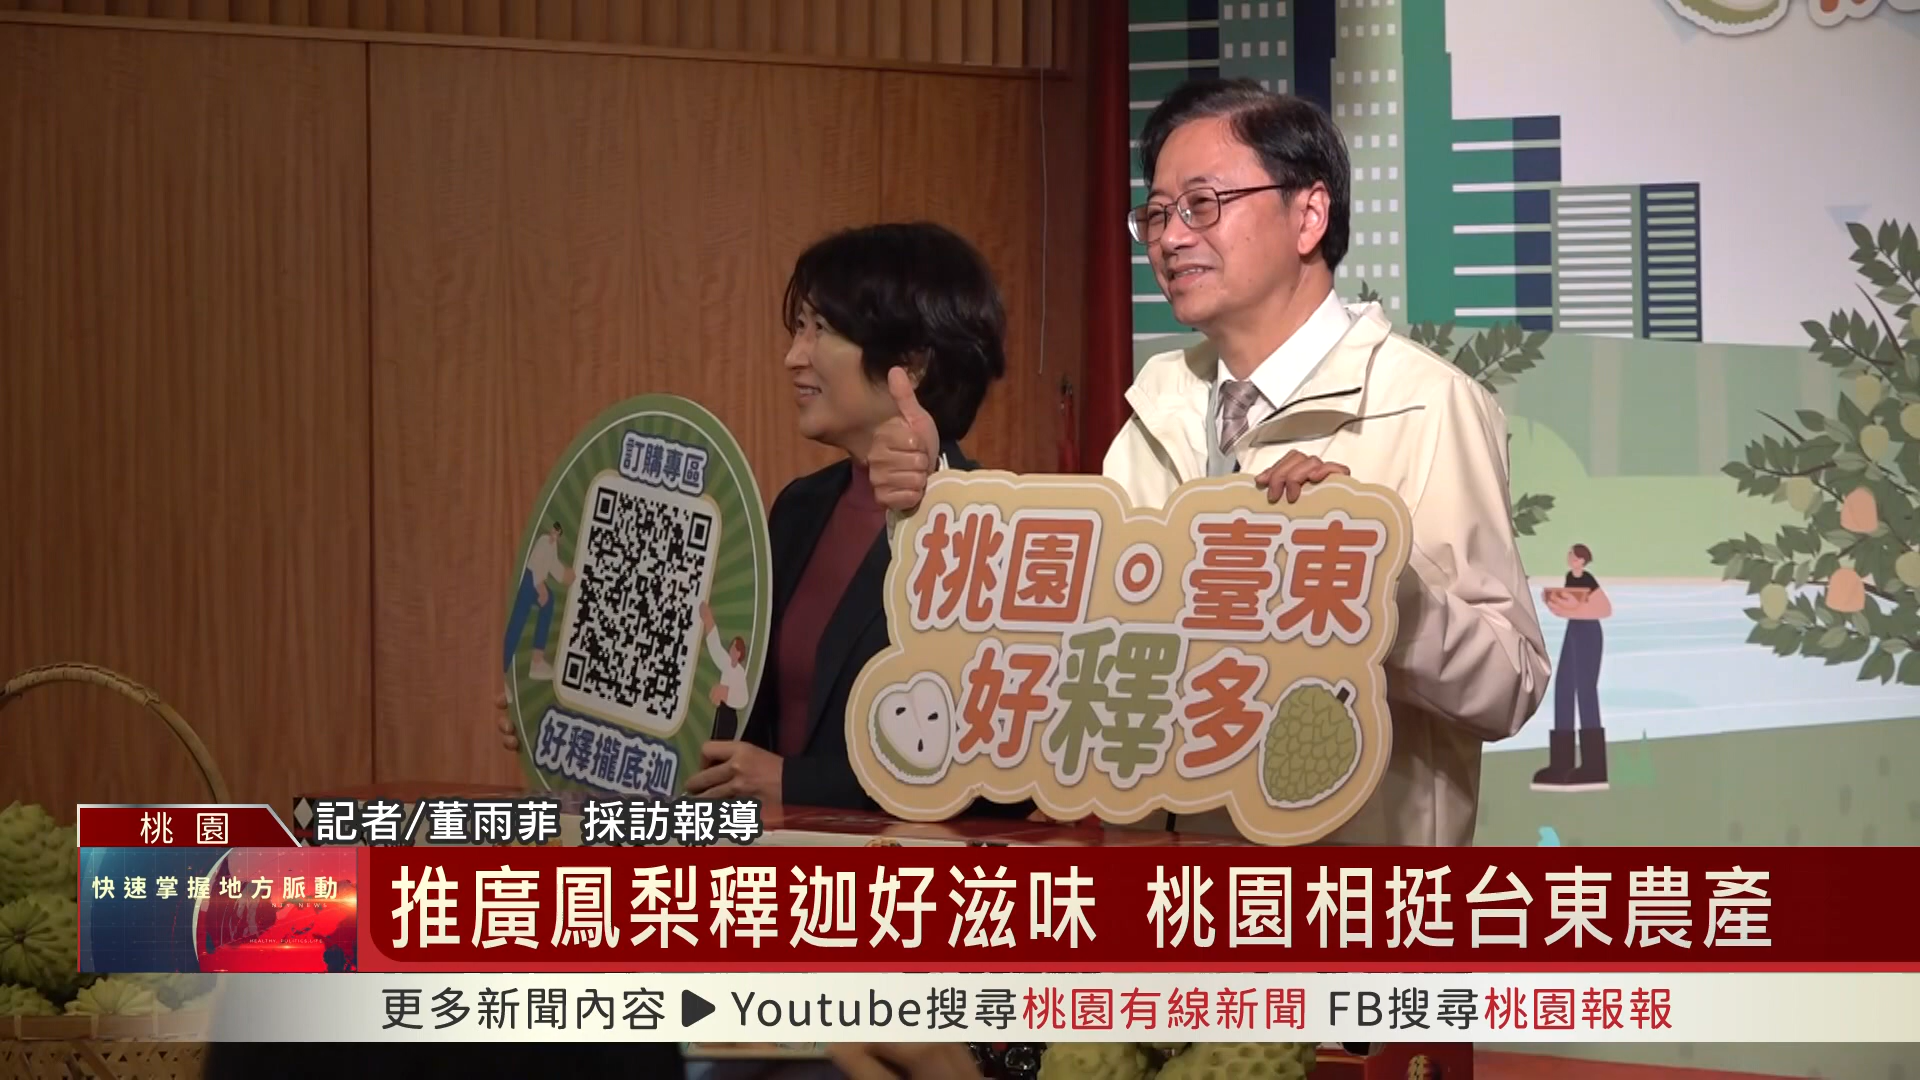 訂購專區
好釋攏底迦
桃園。臺東
好釋多
桃園
記者/董雨菲 採訪報導
快速掌握地方脈動
推廣鳳梨釋迦好滋味 桃園相挺台東農產
更多新聞內容▶Youtube搜尋桃園有線新聞 FB搜尋桃園報報